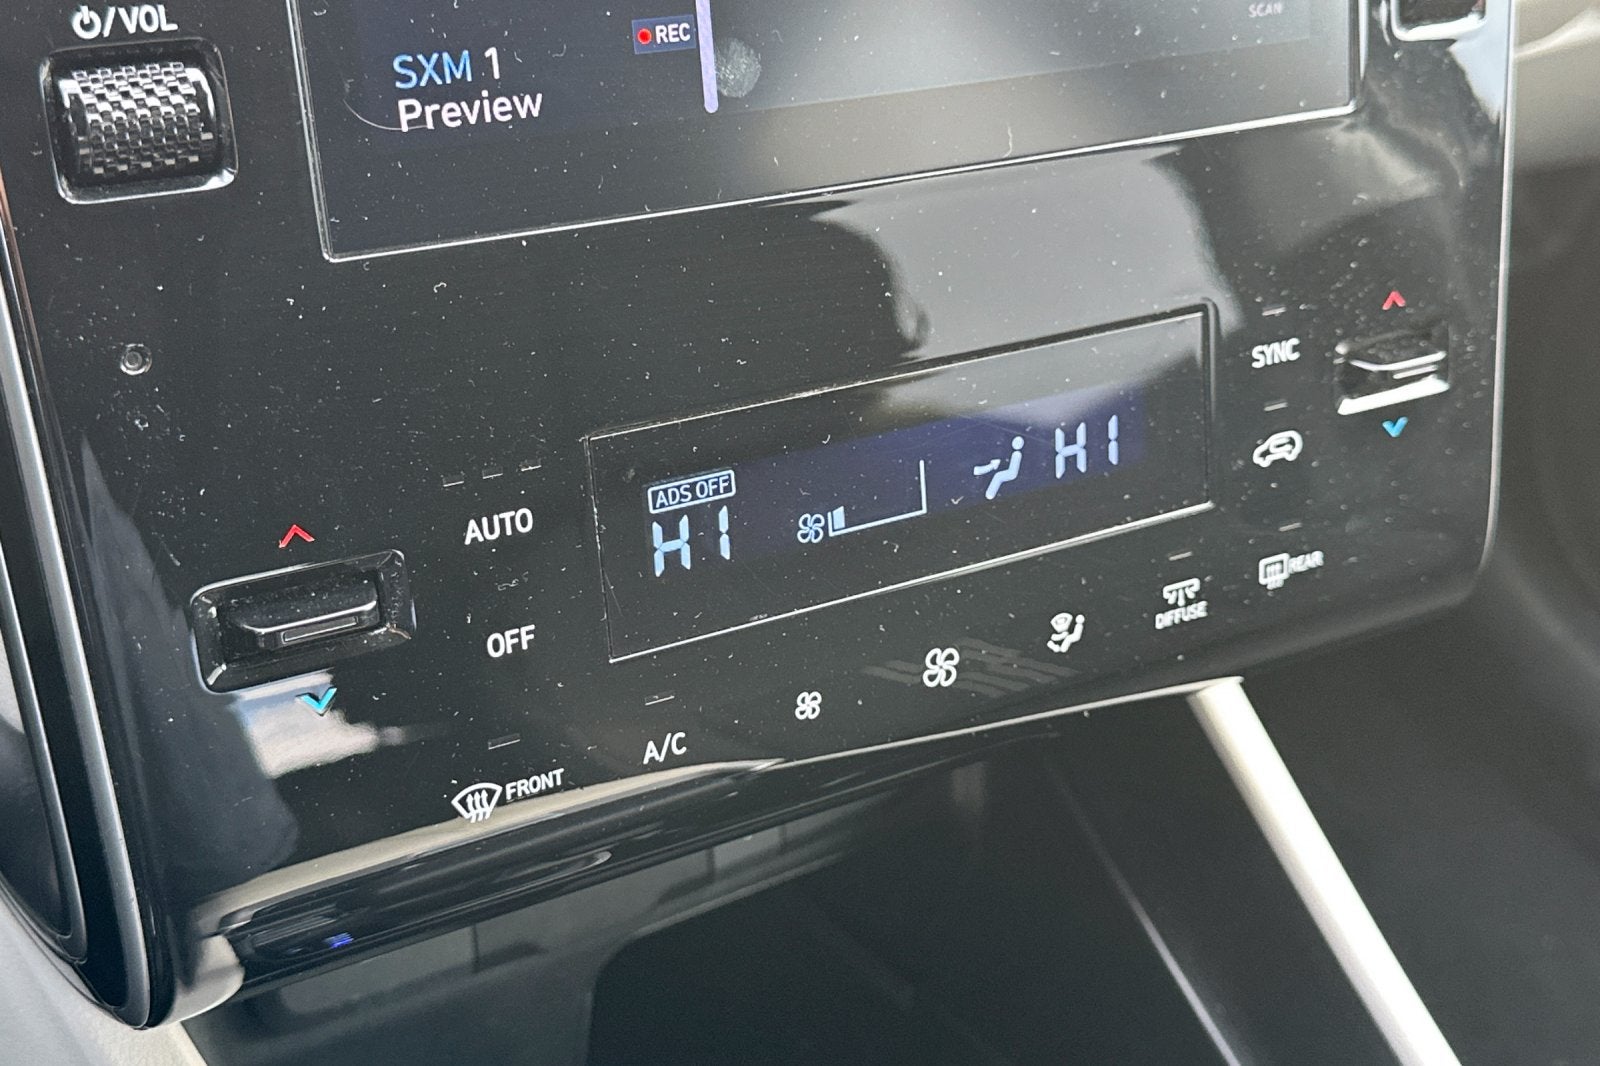 /VOL
SXM 1
Preview
REC
SCAN
SYNC
ADS OFF
HI
HI
AUTO
OFF
REAR
DIFFUSE
A/C
FRONT